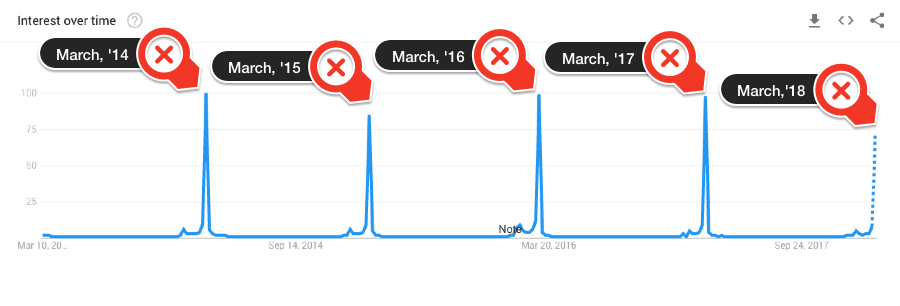 Interest over time ?
March, '14
March, '15
March, '16
March, '17
March,'18
100
75
50
25
Note
Mar 10, 20...
Sep 14, 2014
Mar 20, 2016
Sep 24, 2017